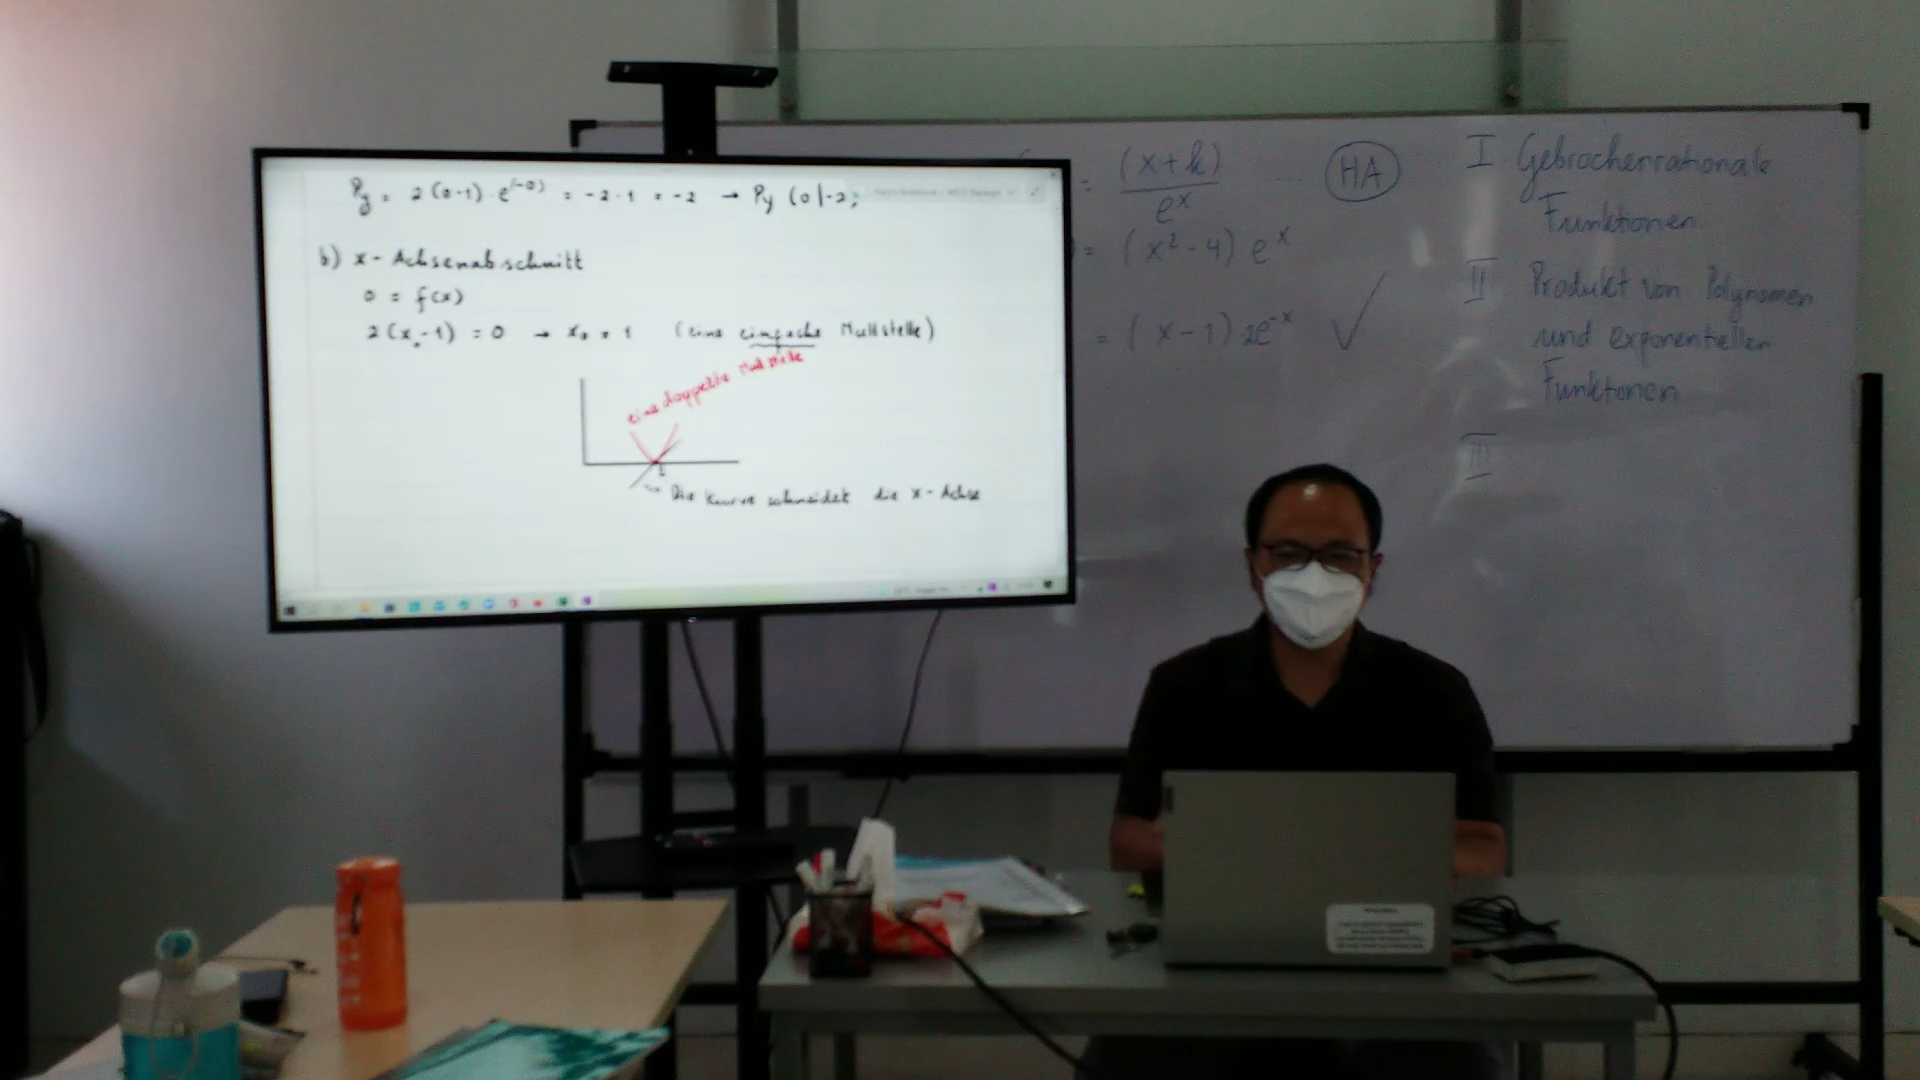 Py = 2(0-1) · e^(-0) = -2 · 1 = -2 → Py (0|-2)
b) x-Achsenabschnitt
0 = f(x)
2(x-1) = 0 → x₀ = 1 (eine einfache Nullstelle)
eine doppelte Nullstelle
1
Die Kurve schneidet die x-Achse
= (x+k) / e^x
HA
= (x²-4) e^x
= (x-1) 2e^-x ✓
I Gebrochenrationale
Funktionen
II Produkt von Polynomen
und exponentiellen
Funktionen
III